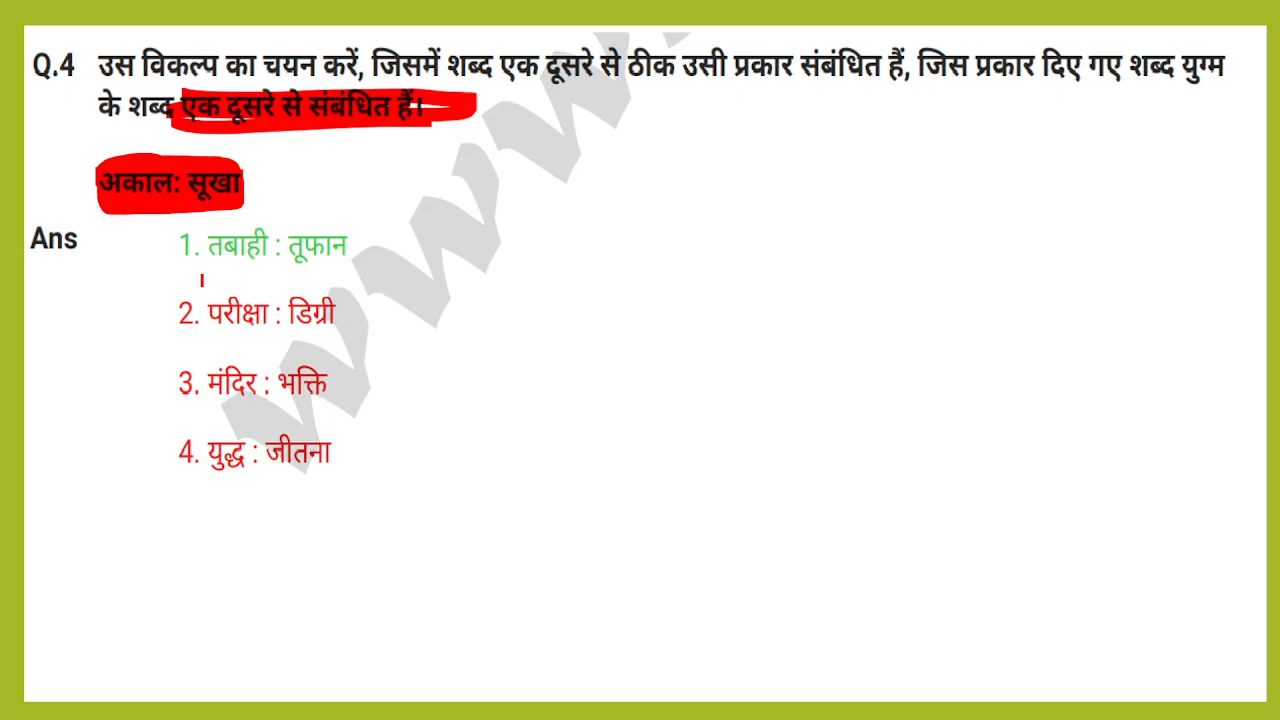 Q.4 उस विकल्प का चयन करें, जिसमें शब्द एक दूसरे से ठीक उसी प्रकार संबंधित हैं, जिस प्रकार दिए गए शब्द युग्म
के शब्द एक दूसरे से संबंधित हैं।
अकाल: सूखा
Ans 1. तबाही : तूफान
2. परीक्षा : डिग्री
3. मंदिर : भक्ति
4. युद्ध : जीतना
www.